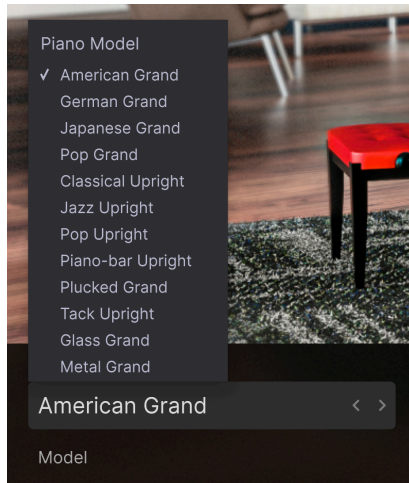 Piano Model
✓ American Grand
German Grand
Japanese Grand
Pop Grand
Classical Upright
Jazz Upright
Pop Upright
Piano-bar Upright
Plucked Grand
Tack Upright
Glass Grand
Metal Grand
American Grand
Model